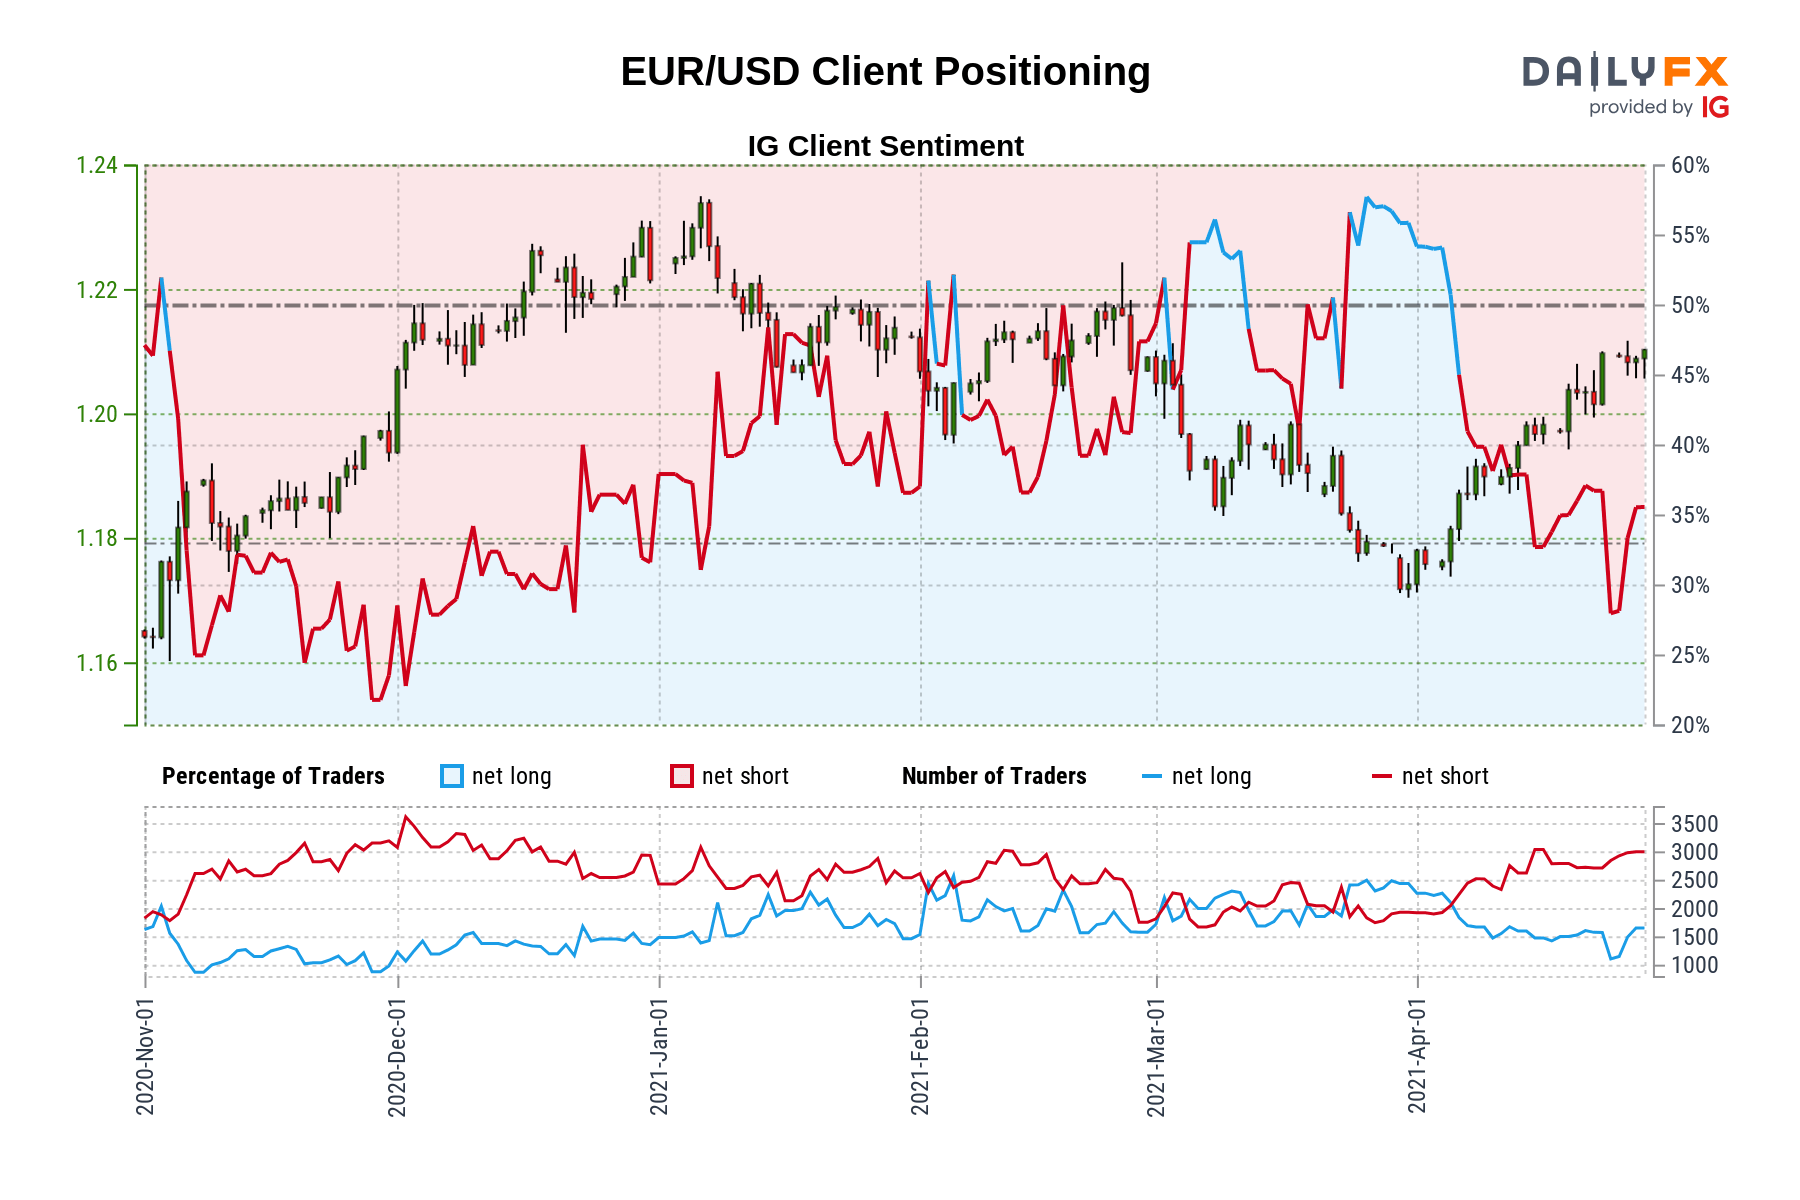 EUR/USD Client Positioning
DAILYFX
provided by IG
IG Client Sentiment
1.24
1.22
1.20
1.18
1.16
60%
55%
50%
45%
40%
35%
30%
25%
20%
Percentage of Traders net long net short Number of Traders net long net short
3500
3000
2500
2000
1500
1000
2020-Nov-01
2020-Dec-01
2021-Jan-01
2021-Feb-01
2021-Mar-01
2021-Apr-01